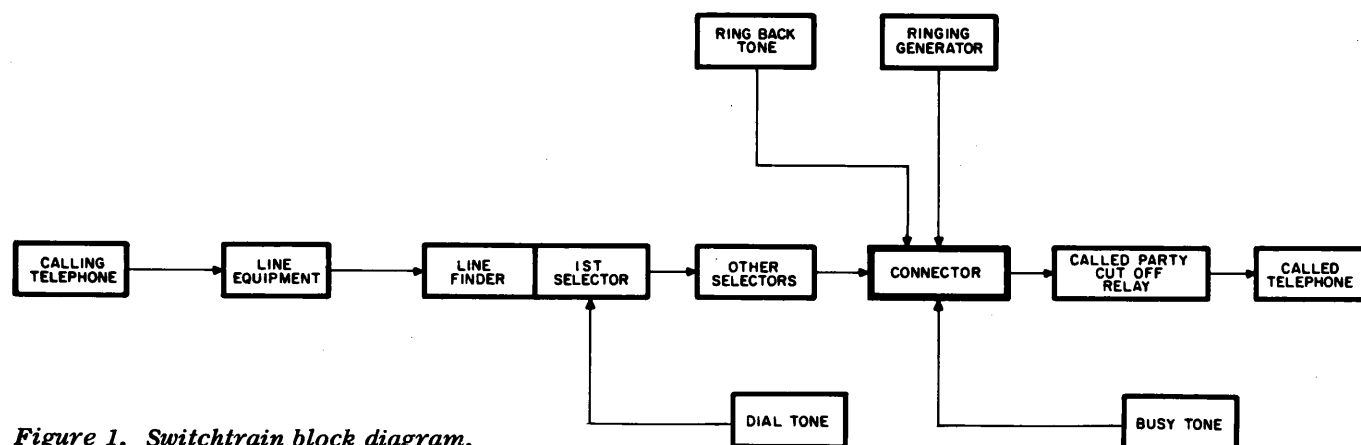 RING BACK
TONE
RINGING
GENERATOR
CALLING
TELEPHONE
LINE
EQUIPMENT
LINE
FINDER
1ST
SELECTOR
OTHER
SELECTORS
CONNECTOR
CALLED PARTY
CUT OFF
RELAY
CALLED
TELEPHONE
DIAL TONE
BUSY TONE
Figure 1. Switchtrain block diagram.